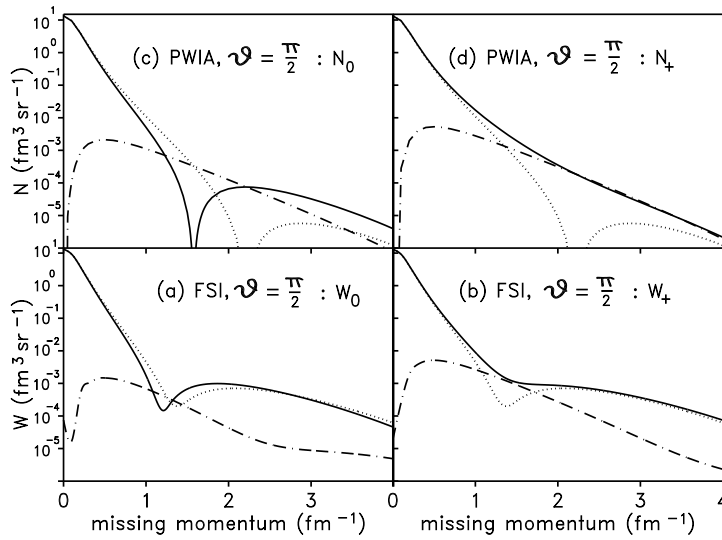 10¹
10⁰
10⁻¹
10⁻²
10⁻³
10⁻⁴
10⁻⁵
N (fm³ sr⁻¹)
(c) PWIA, ϑ = π/2 : N₀
(d) PWIA, ϑ = π/2 : N₊
10¹
10⁰
10⁻¹
10⁻²
10⁻³
10⁻⁴
10⁻⁵
W (fm³ sr⁻¹)
(a) FSI, ϑ = π/2 : W₀
(b) FSI, ϑ = π/2 : W₊
0 1 2 3 0 1 2 3 4
missing momentum (fm⁻¹) missing momentum (fm⁻¹)